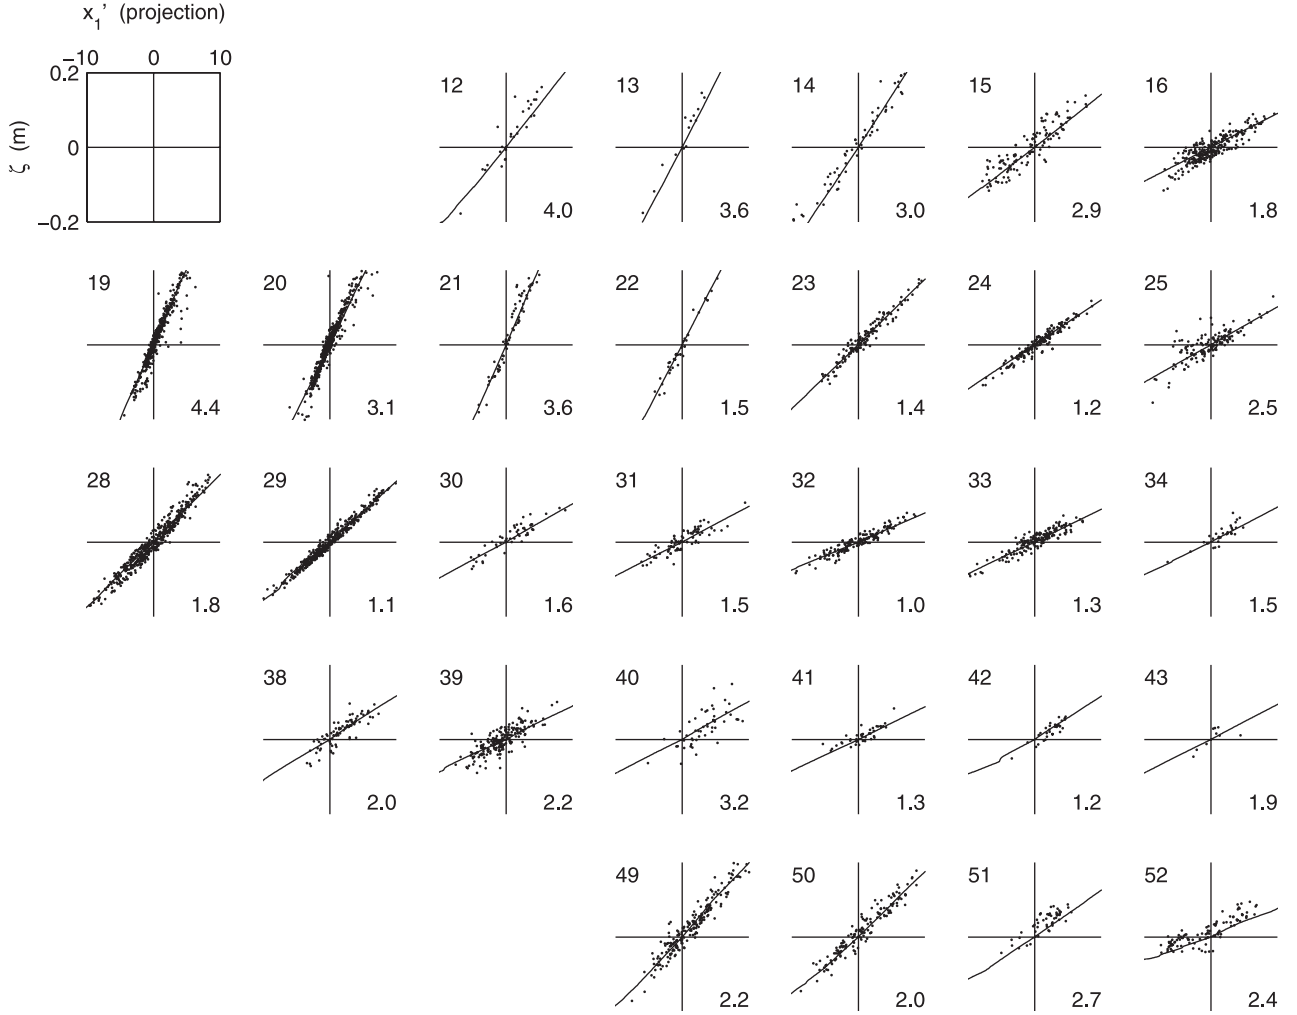 x1’ (projection)
−10 0 10
0.2
0
−0.2
ζ (m)
12 13 14 15 16
4.0 3.6 3.0 2.9 1.8
19 20 21 22 23 24 25
4.4 3.1 3.6 1.5 1.4 1.2 2.5
28 29 30 31 32 33 34
1.8 1.1 1.6 1.5 1.0 1.3 1.5
38 39 40 41 42 43
2.0 2.2 3.2 1.3 1.2 1.9
49 50 51 52
2.2 2.0 2.7 2.4